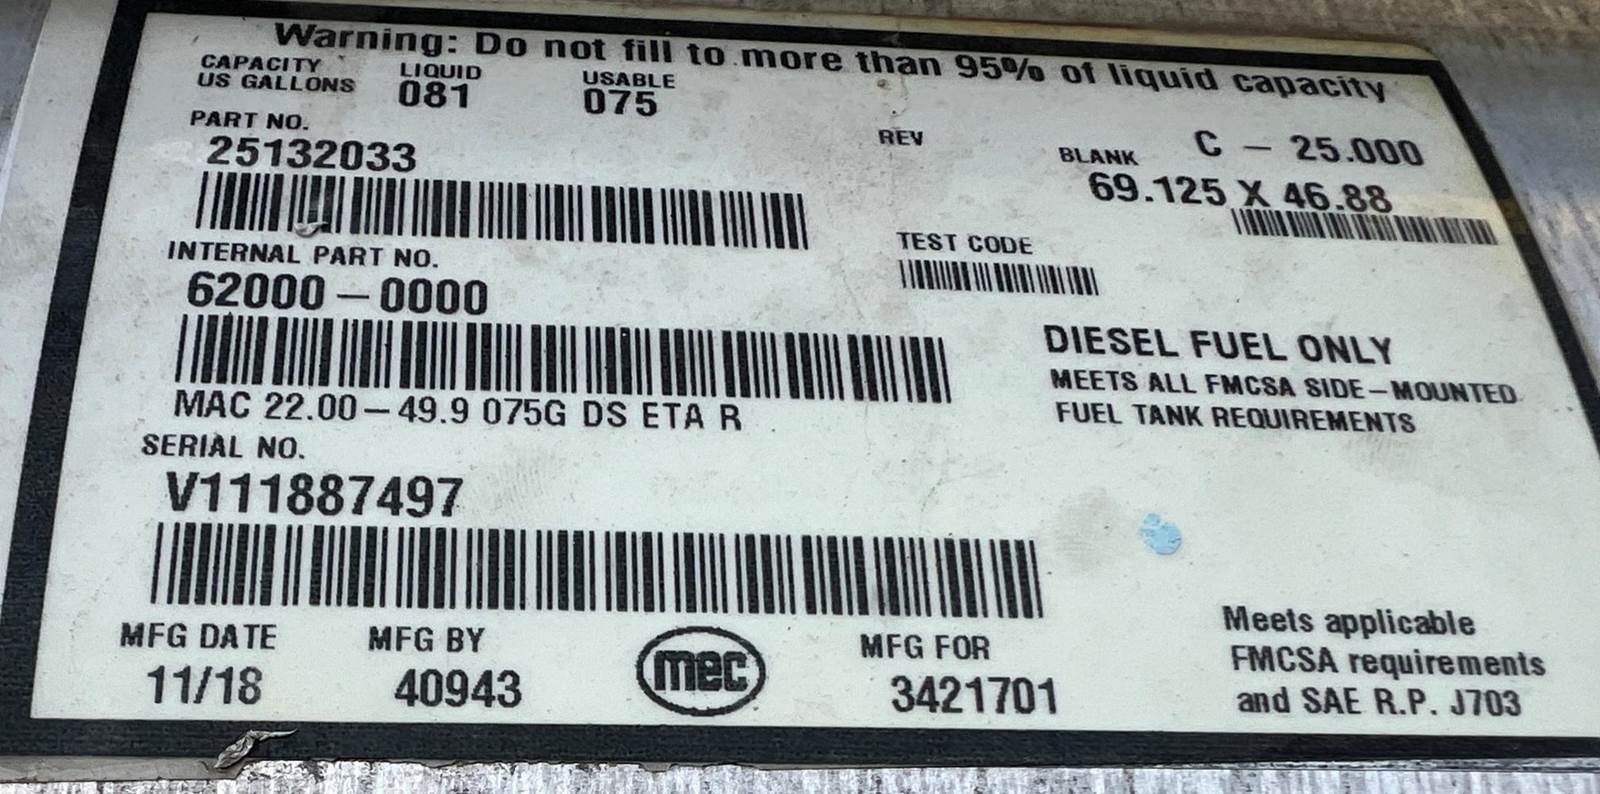 Warning: Do not fill to more than 95% of liquid capacity
CAPACITY LIQUID USABLE
US GALLONS 081 075
PART NO. REV BLANK C – 25.000
25132033 69.125 X 46.88
TEST CODE
INTERNAL PART NO.
62000–0000
DIESEL FUEL ONLY
MEETS ALL FMCSA SIDE–MOUNTED
FUEL TANK REQUIREMENTS
MAC 22.00–49.9 075G DS ETA R
SERIAL NO.
V111887497
MFG DATE MFG BY MFG FOR
11/18 40943 mec 3421701
Meets applicable
FMCSA requirements
and SAE R.P. J703